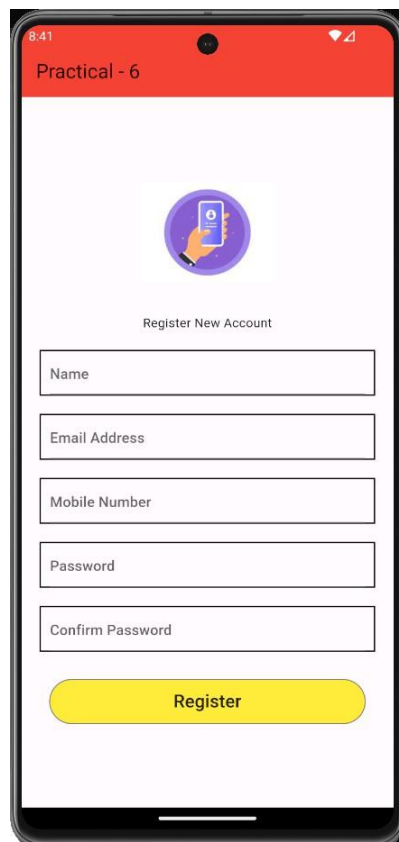 8:41
Practical - 6
Register New Account
Name
Email Address
Mobile Number
Password
Confirm Password
Register